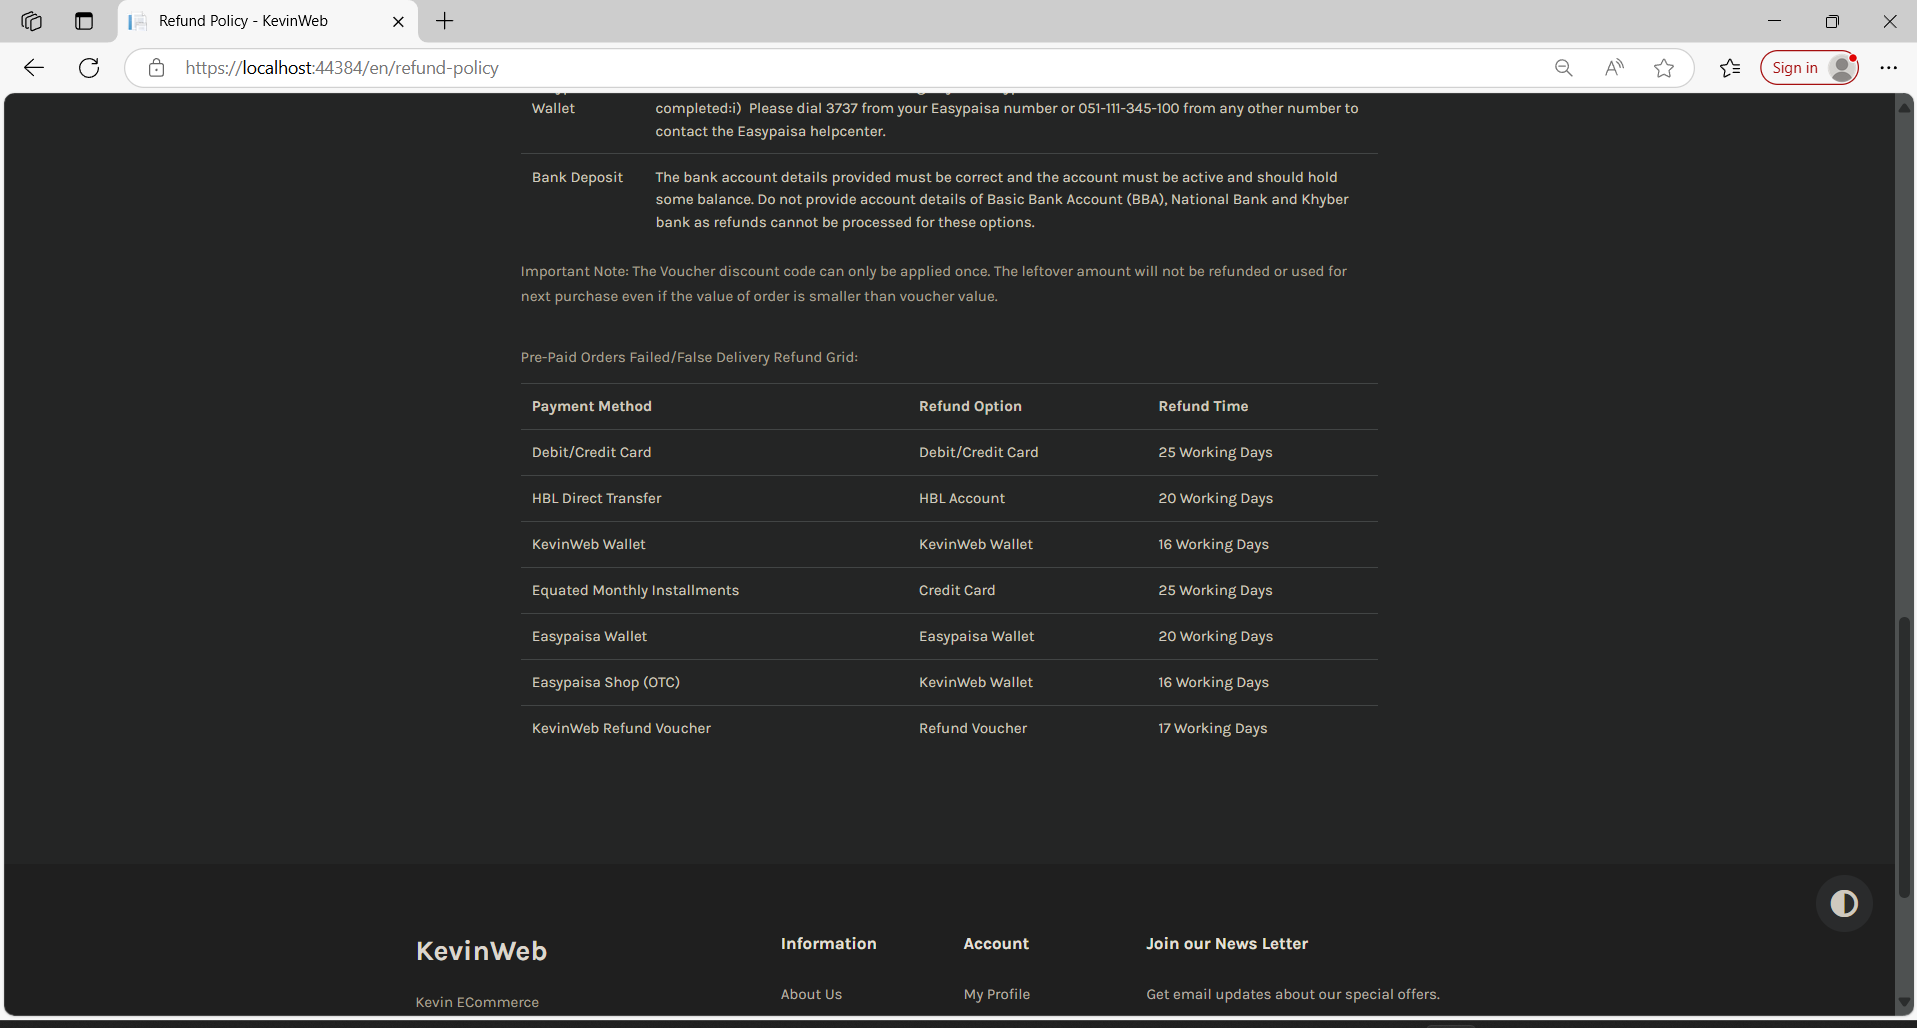 Refund Policy - KevinWeb
https://localhost:44384/en/refund-policy
Sign in
Wallet
completed:i)  Please dial 3737 from your Easypaisa number or 051-111-345-100 from any other number to
contact the Easypaisa helpcenter.
Bank Deposit
The bank account details provided must be correct and the account must be active and should hold
some balance. Do not provide account details of Basic Bank Account (BBA), National Bank and Khyber
bank as refunds cannot be processed for these options.
Important Note: The Voucher discount code can only be applied once. The leftover amount will not be refunded or used for
next purchase even if the value of order is smaller than voucher value.
Pre-Paid Orders Failed/False Delivery Refund Grid:
Payment Method Refund Option Refund Time
Debit/Credit Card Debit/Credit Card 25 Working Days
HBL Direct Transfer HBL Account 20 Working Days
KevinWeb Wallet KevinWeb Wallet 16 Working Days
Equated Monthly Installments Credit Card 25 Working Days
Easypaisa Wallet Easypaisa Wallet 20 Working Days
Easypaisa Shop (OTC) KevinWeb Wallet 16 Working Days
KevinWeb Refund Voucher Refund Voucher 17 Working Days
KevinWeb
Kevin ECommerce
Information
About Us
Account
My Profile
Join our News Letter
Get email updates about our special offers.